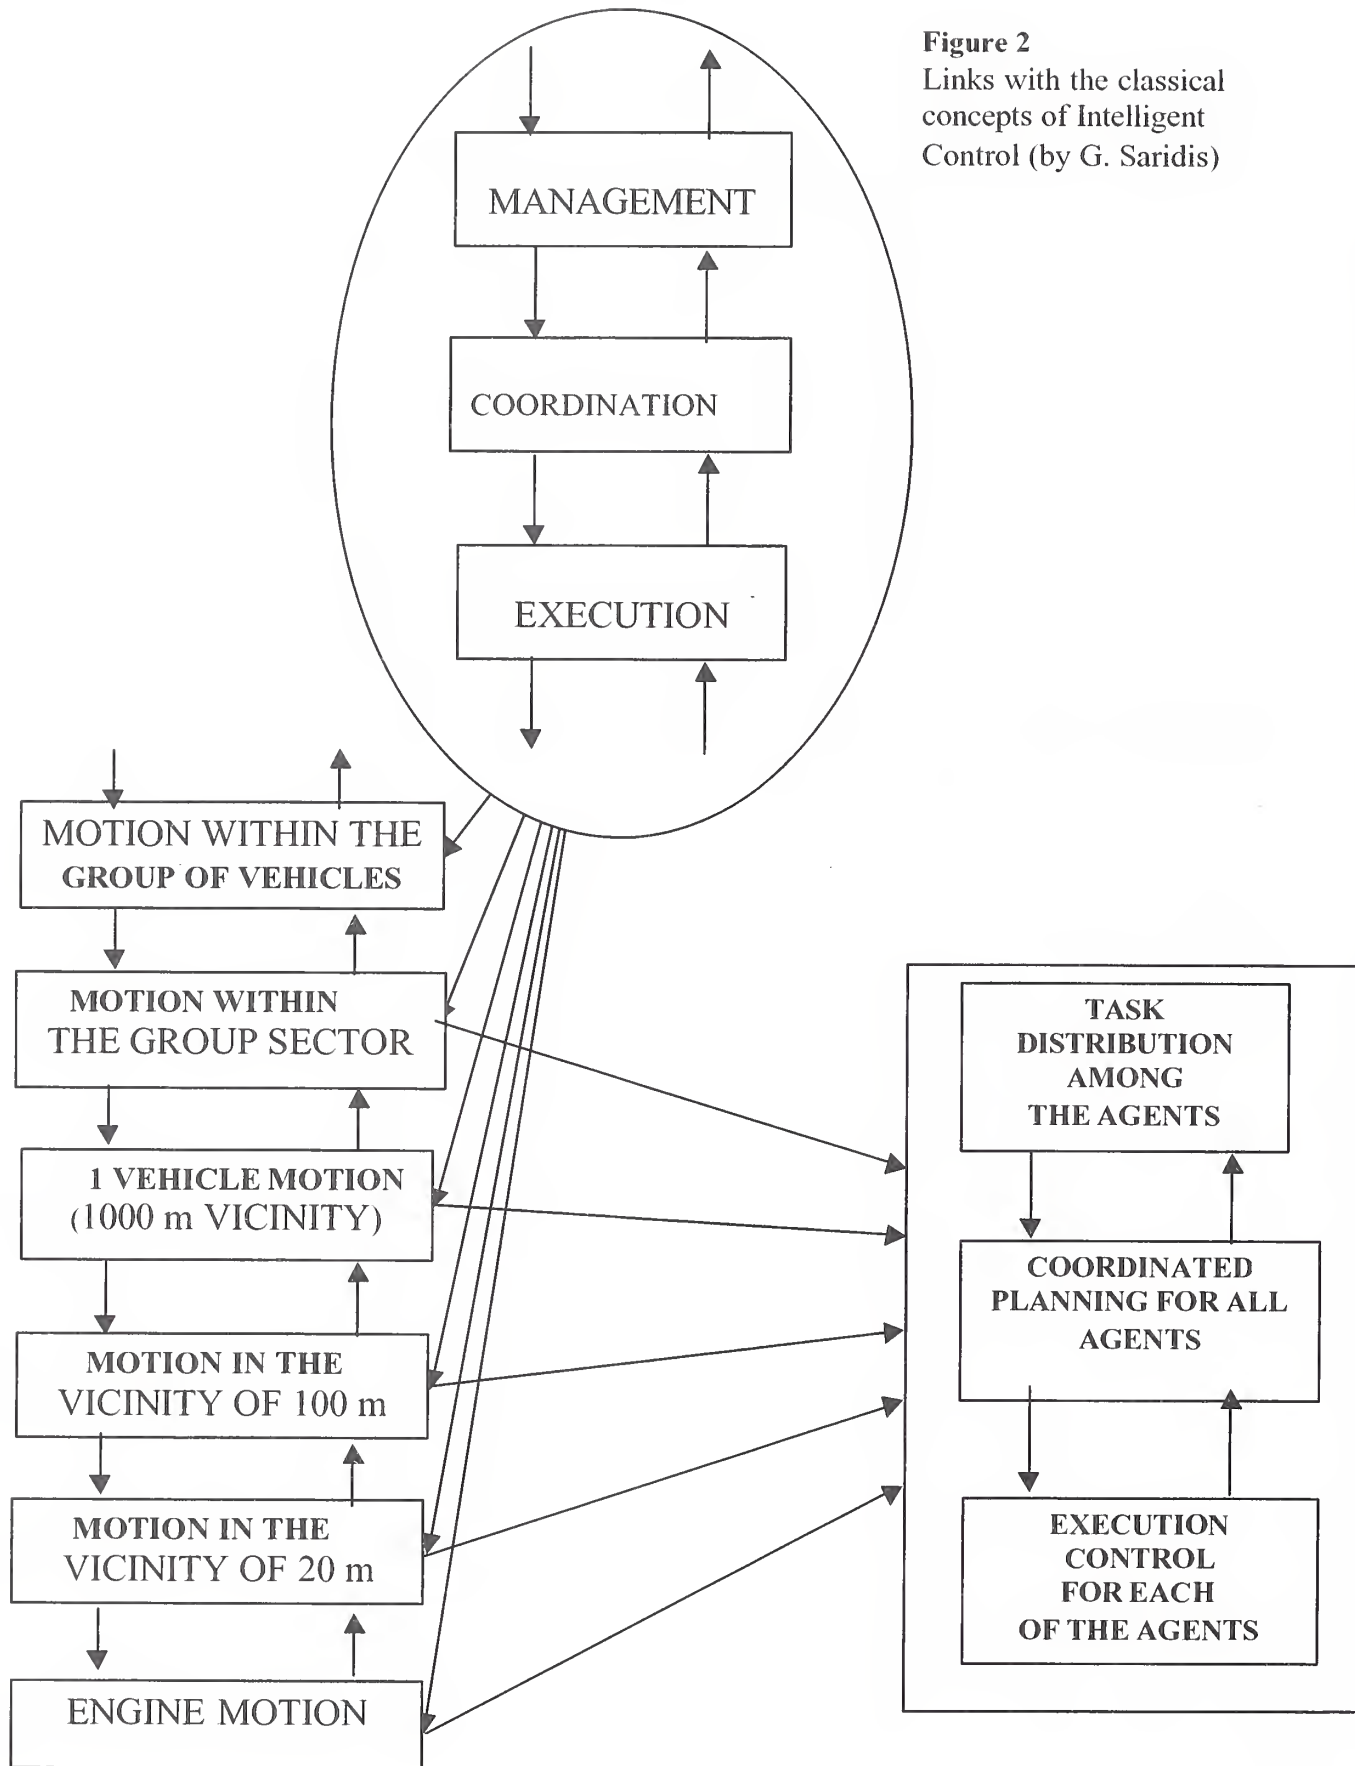 Figure 2
Links with the classical
concepts of Intelligent
Control (by G. Saridis)
MANAGEMENT
COORDINATION
EXECUTION
MOTION WITHIN THE
GROUP OF VEHICLES
MOTION WITHIN
THE GROUP SECTOR
1 VEHICLE MOTION
(1000 m VICINITY)
MOTION IN THE
VICINITY OF 100 m
MOTION IN THE
VICINITY OF 20 m
ENGINE MOTION
TASK
DISTRIBUTION
AMONG
THE AGENTS
COORDINATED
PLANNING FOR ALL
AGENTS
EXECUTION
CONTROL
FOR EACH
OF THE AGENTS